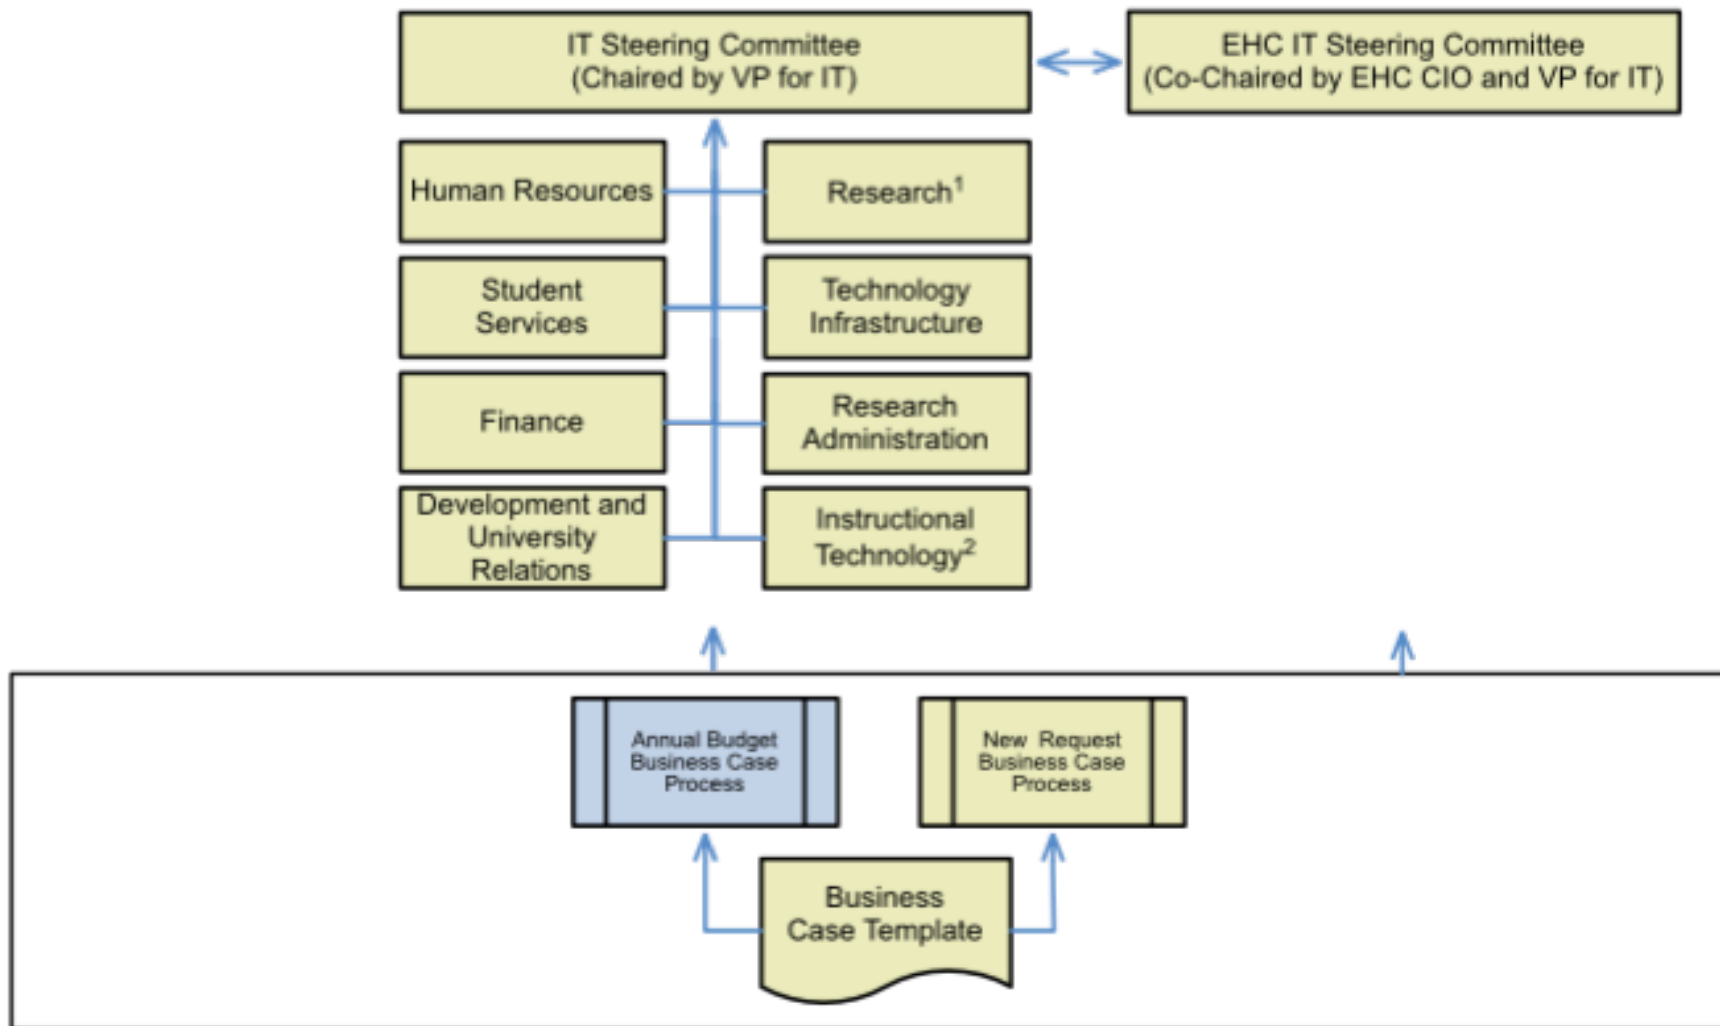 IT Steering Committee
(Chaired by VP for IT)
EHC IT Steering Committee
(Co-Chaired by EHC CIO and VP for IT)
Human Resources
Research¹
Student
Services
Technology
Infrastructure
Finance
Research
Administration
Development and
University
Relations
Instructional
Technology²
Annual Budget
Business Case
Process
New Request
Business Case
Process
Business
Case Template